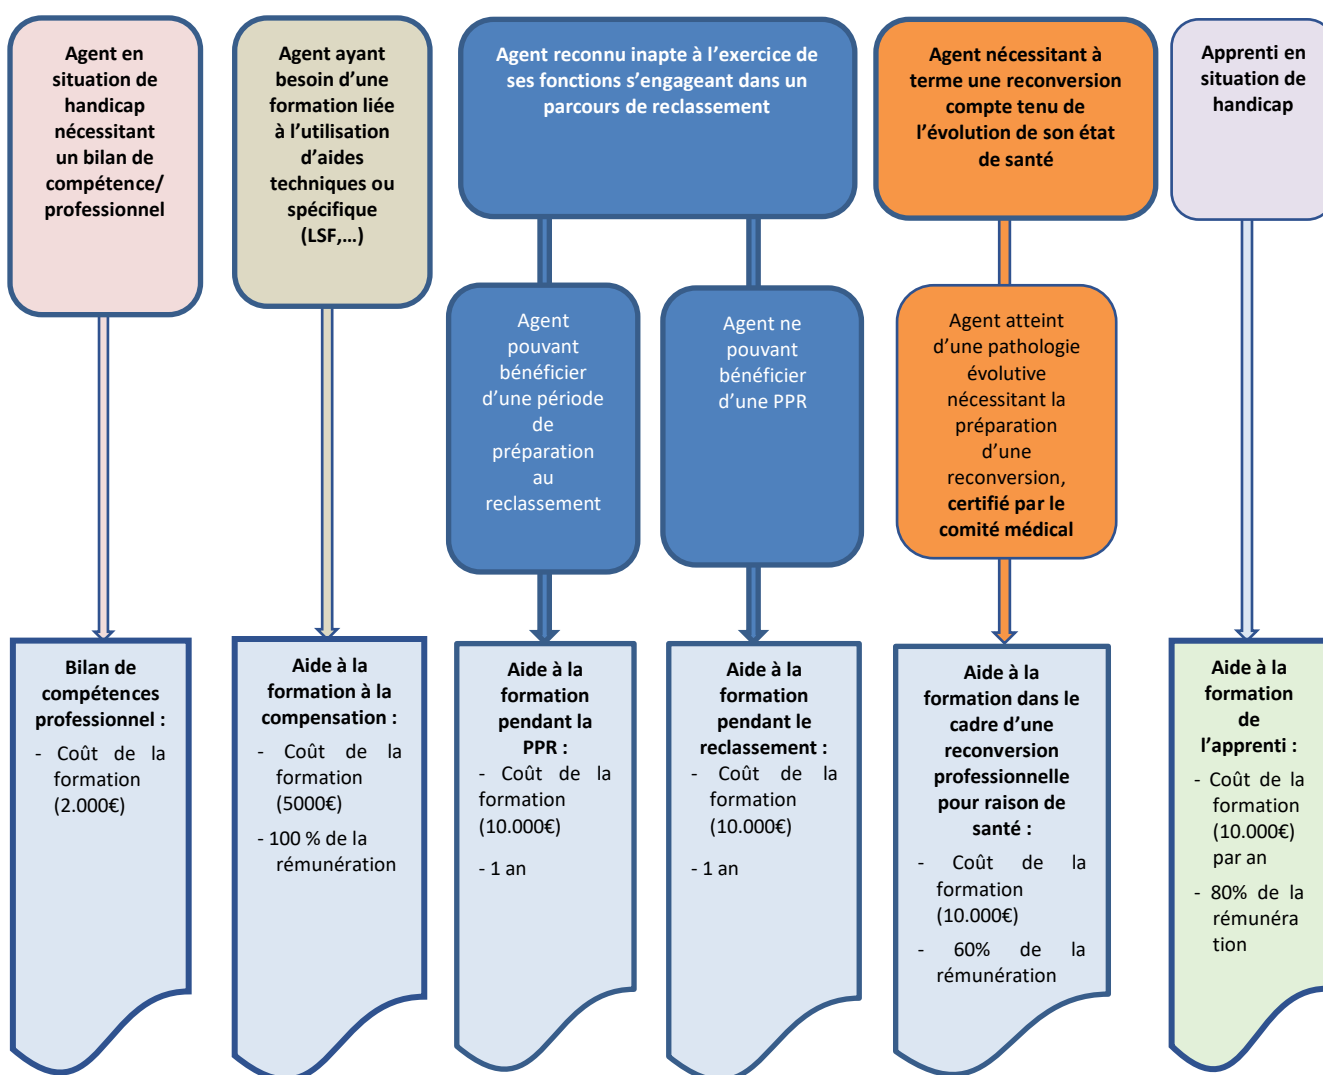 Agent en
situation de
handicap
nécessitant
un bilan de
compétence/
professionnel
Agent ayant
besoin d’une
formation liée
à l’utilisation
d’aides
techniques ou
spécifique
(LSF,…)
Agent reconnu inapte à l’exercice de
ses fonctions s’engageant dans un
parcours de reclassement
Agent nécessitant à
terme une reconversion
compte tenu de
l’évolution de son état
de santé
Apprenti en
situation de
handicap
Agent
pouvant
bénéficier
d’une période
de
préparation
au
reclassement
Agent ne
pouvant
bénéficier
d’une PPR
Agent atteint
d’une pathologie
évolutive
nécessitant la
préparation
d’une
reconversion,
certifié par le
comité médical
Bilan de
compétences
professionnel :
- Coût de la
formation
(2.000€)
Aide à la
formation à la
compensation :
- Coût de la
formation
(5000€)
- 100 % de la
rémunération
Aide à la
formation
pendant la
PPR :
- Coût de la
formation
(10.000€)
- 1 an
Aide à la
formation
pendant le
reclassement :
- Coût de la
formation
(10.000€)
- 1 an
Aide à la
formation dans le
cadre d’une
reconversion
professionnelle
pour raison de
santé :
- Coût de la
formation
(10.000€)
- 60% de la
rémunération
Aide à la
formation
de
l’apprenti :
- Coût de la
formation
(10.000€)
par an
- 80% de la
rémunéra
tion